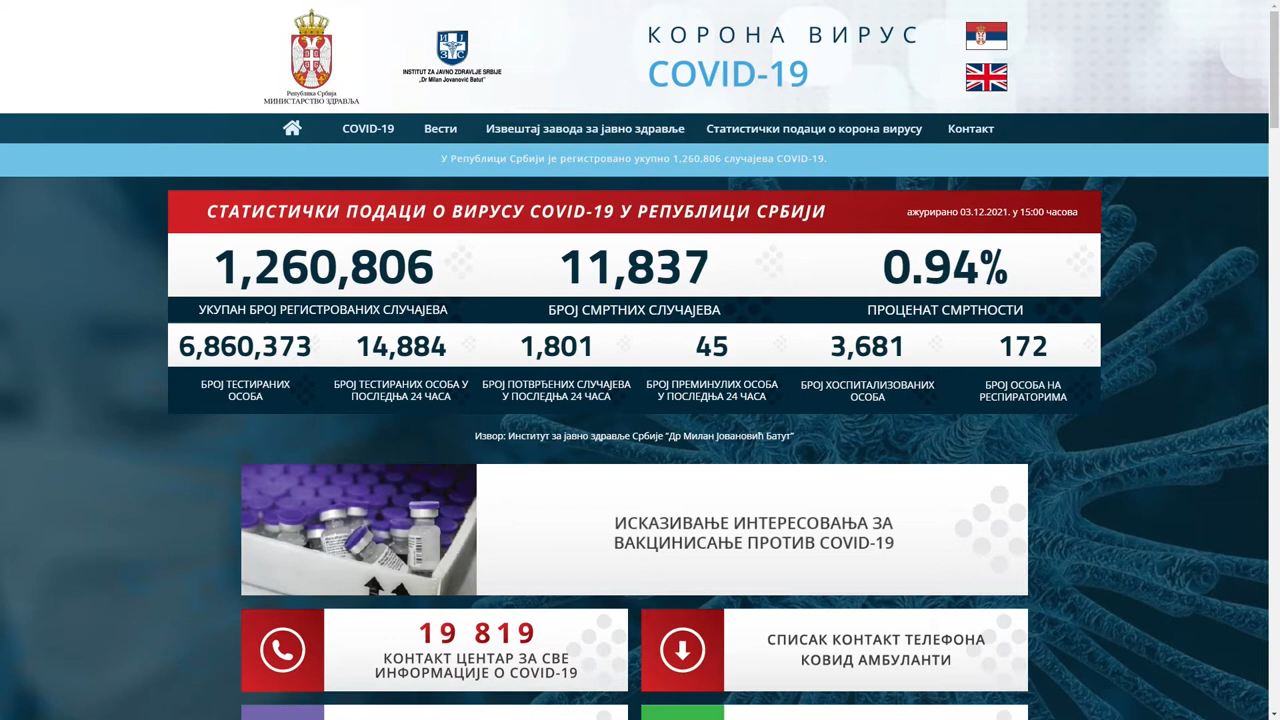 КОРОНА ВИРУС
COVID-19
Република Србија
МИНИСТАРСТВО ЗДРАВЉА
ИЈ
ЗС
INSTITUT ZA JAVNO ZDRAVLJE SRBIJE
„Dr Milan Jovanović Batut"
COVID-19 Вести Извештај завода за јавно здравље Статистички подаци о корона вирусу Контакт
У Републици Србији је регистровано укупно 1,260,806 случајева COVID-19.
СТАТИСТИЧКИ ПОДАЦИ О ВИРУСУ COVID-19 У РЕПУБЛИЦИ СРБИЈИ
ажурирано 03.12.2021. у 15:00 часова
1,260,806 11,837 0.94%
УКУПАН БРОЈ РЕГИСТРОВАНИХ СЛУЧАЈЕВА БРОЈ СМРТНИХ СЛУЧАЈЕВА ПРОЦЕНАТ СМРТНОСТИ
6,860,373 14,884 1,801 45 3,681 172
БРОЈ ТЕСТИРАНИХ
ОСОБА
БРОЈ ТЕСТИРАНИХ ОСОБА У
ПОСЛЕДЊА 24 ЧАСА
БРОЈ ПОТВРЂЕНИХ СЛУЧАЈЕВА
У ПОСЛЕДЊА 24 ЧАСА
БРОЈ ПРЕМИНУЛИХ ОСОБА
У ПОСЛЕДЊА 24 ЧАСА
БРОЈ ХОСПИТАЛИЗОВАНИХ
ОСОБА
БРОЈ ОСОБА НА
РЕСПИРАТОРИМА
Извор: Институт за јавно здравље Србије "Др Милан Јовановић Батут"
ИСКАЗИВАЊЕ ИНТЕРЕСОВАЊА ЗА
ВАКЦИНИСАЊЕ ПРОТИВ COVID-19
19 819
КОНТАКТ ЦЕНТАР ЗА СВЕ
ИНФОРМАЦИЈЕ О COVID-19
СПИСАК КОНТАКТ ТЕЛЕФОНА
КОВИД АМБУЛАНТИ